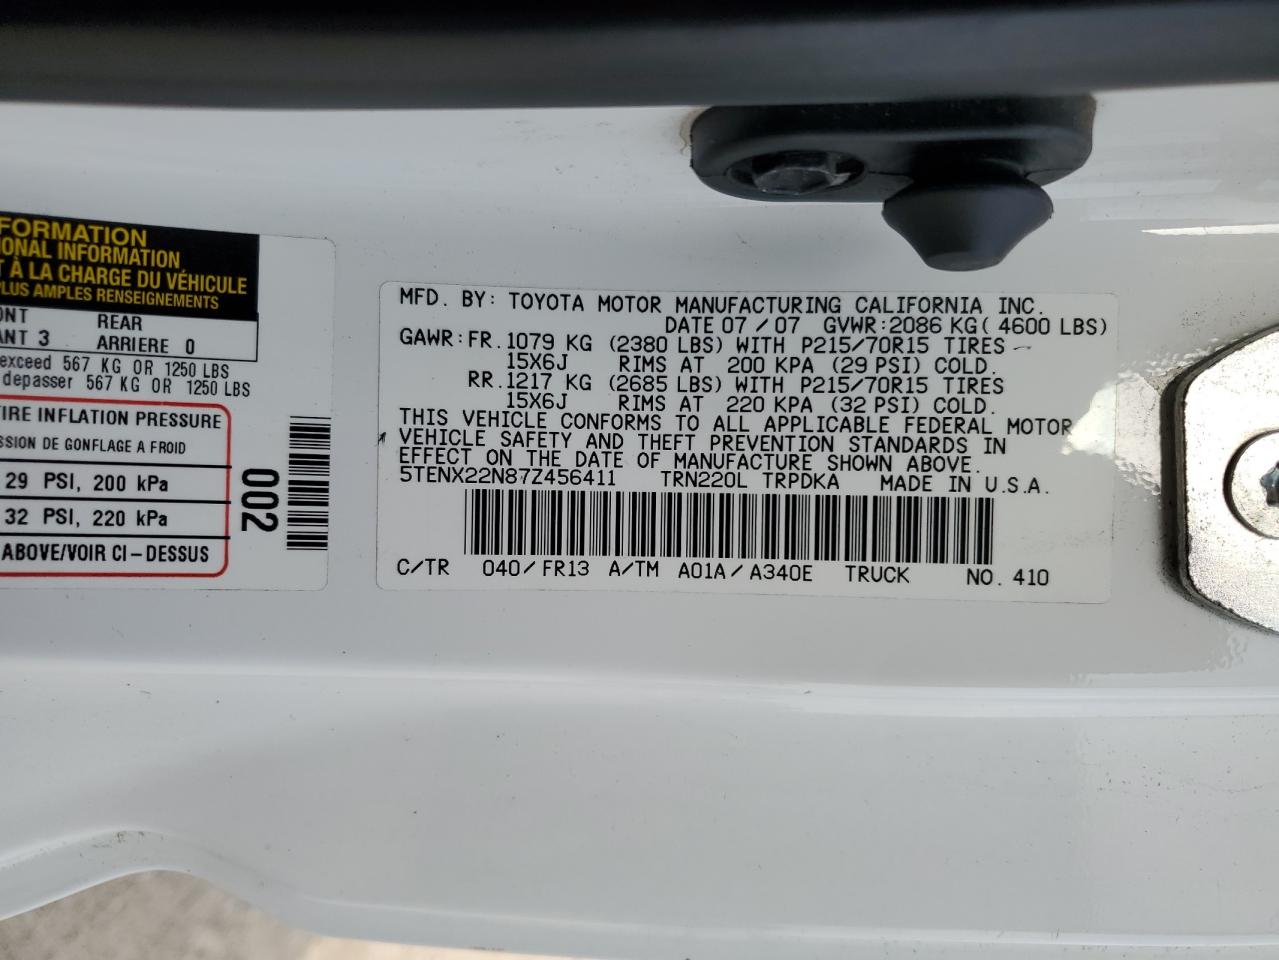 FORMATION
ONAL INFORMATION
T À LA CHARGE DU VÉHICULE
PLUS AMPLES RENSEIGNEMENTS
ONT REAR
ANT 3 ARRIERE 0
exceed 567 KG OR 1250 LBS
depasser 567 KG OR 1250 LBS
TIRE INFLATION PRESSURE
SSION DE GONFLAGE A FROID
29 PSI, 200 kPa
32 PSI, 220 kPa
ABOVE/VOIR CI-DESSUS
002
MFD. BY: TOYOTA MOTOR MANUFACTURING CALIFORNIA INC.
DATE 07/07 GVWR:2086 KG( 4600 LBS)
GAWR:FR. 1079 KG (2380 LBS) WITH P215/70R15 TIRES
15X6J RIMS AT 200 KPA (29 PSI) COLD.
RR. 1217 KG (2685 LBS) WITH P215/70R15 TIRES
15X6J RIMS AT 220 KPA (32 PSI) COLD.
THIS VEHICLE CONFORMS TO ALL APPLICABLE FEDERAL MOTOR
VEHICLE SAFETY AND THEFT PREVENTION STANDARDS IN
EFFECT ON THE DATE OF MANUFACTURE SHOWN ABOVE.
5TENX22N87Z456411 TRN220L TRPDKA MADE IN U.S.A.
C/TR 040/FR13 A/TM A01A/A340E TRUCK NO. 410